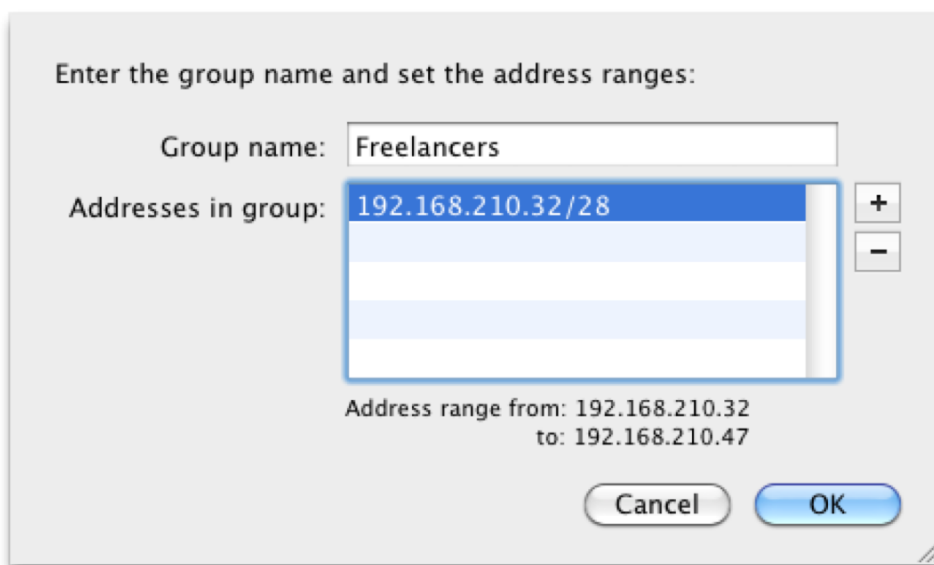 Enter the group name and set the address ranges:
Group name: Freelancers
Addresses in group: 192.168.210.32/28
+
−
Address range from: 192.168.210.32
to: 192.168.210.47
Cancel OK